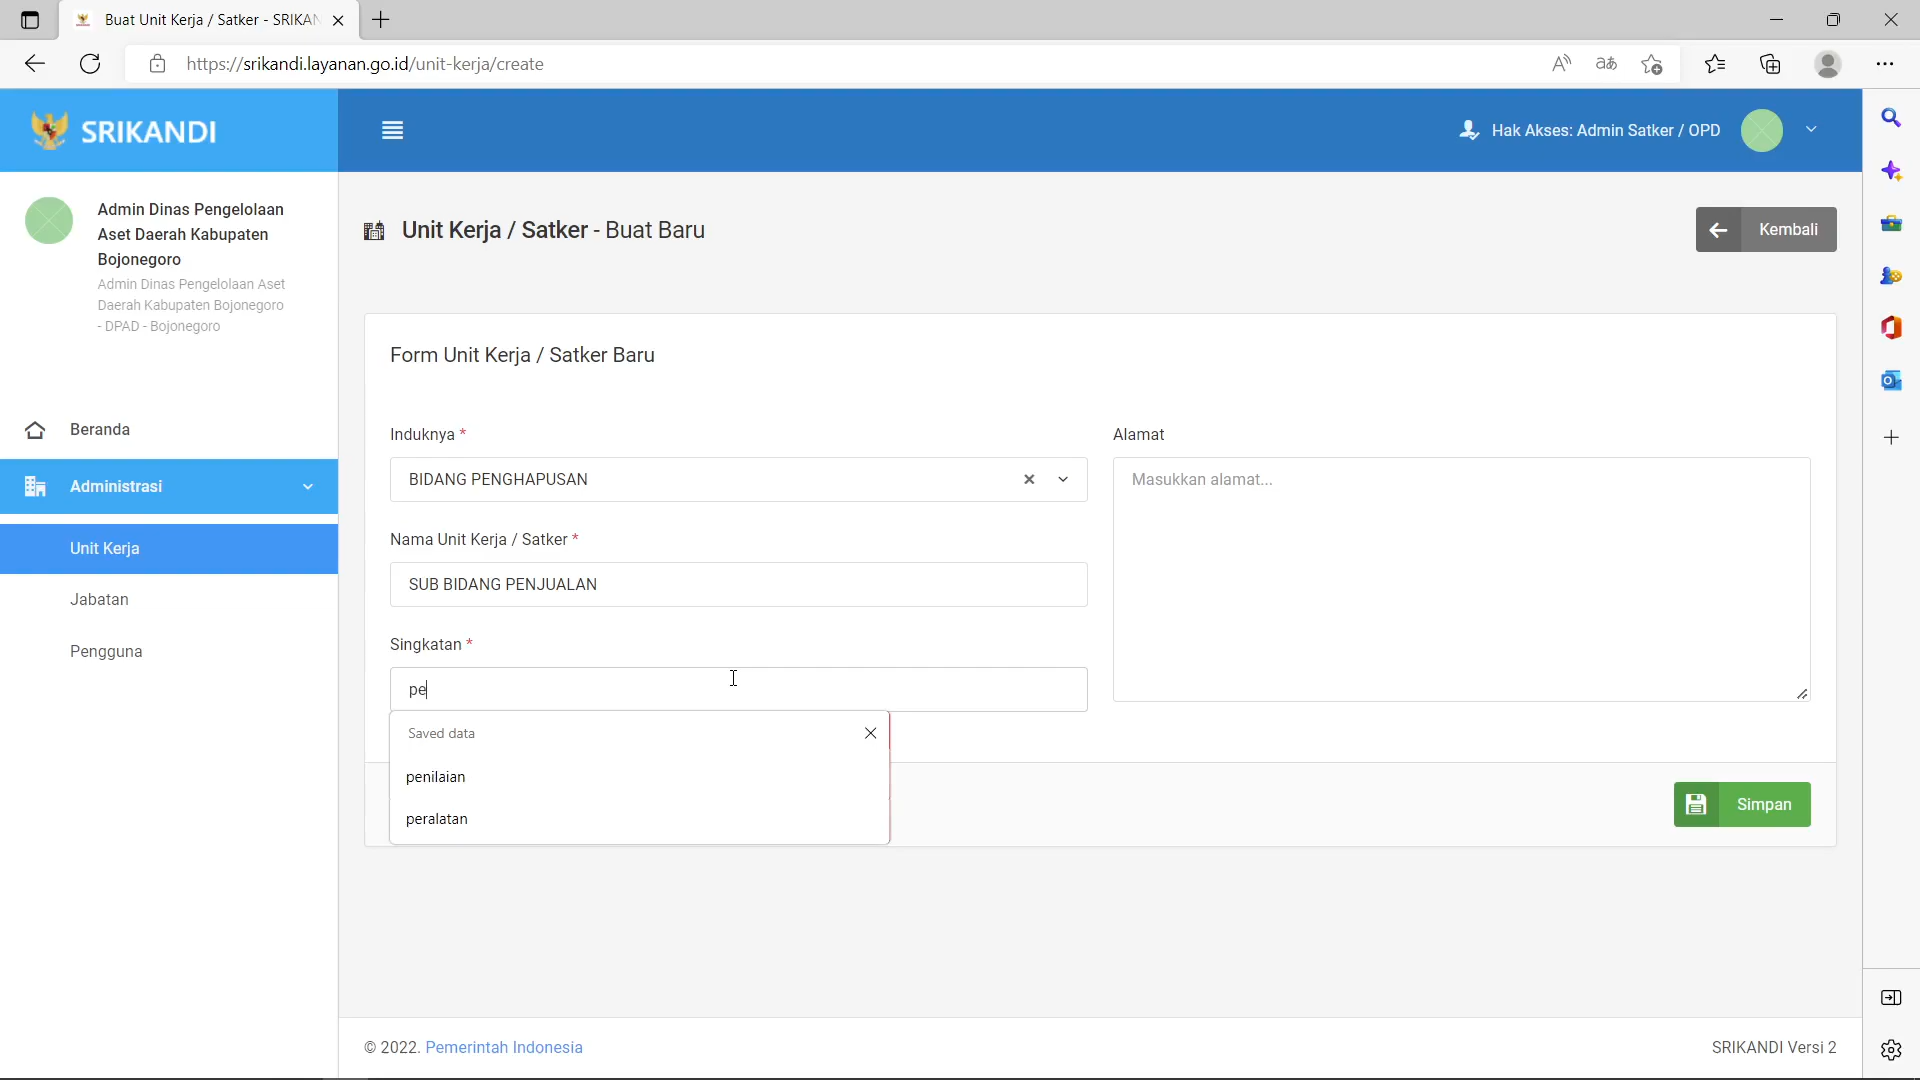 Buat Unit Kerja / Satker - SRIKAN
https://srikandi.layanan.go.id/unit-kerja/create
SRIKANDI
Hak Akses: Admin Satker / OPD
Admin Dinas Pengelolaan
Aset Daerah Kabupaten
Bojonegoro
Admin Dinas Pengelolaan Aset
Daerah Kabupaten Bojonegoro
- DPAD - Bojonegoro
Beranda
Administrasi
Unit Kerja
Jabatan
Pengguna
Unit Kerja / Satker - Buat Baru
Kembali
Form Unit Kerja / Satker Baru
Induknya *
BIDANG PENGHAPUSAN
Nama Unit Kerja / Satker *
SUB BIDANG PENJUALAN
Singkatan *
pe
Saved data
penilaian
peralatan
Alamat
Masukkan alamat...
Simpan
© 2022. Pemerintah Indonesia
SRIKANDI Versi 2